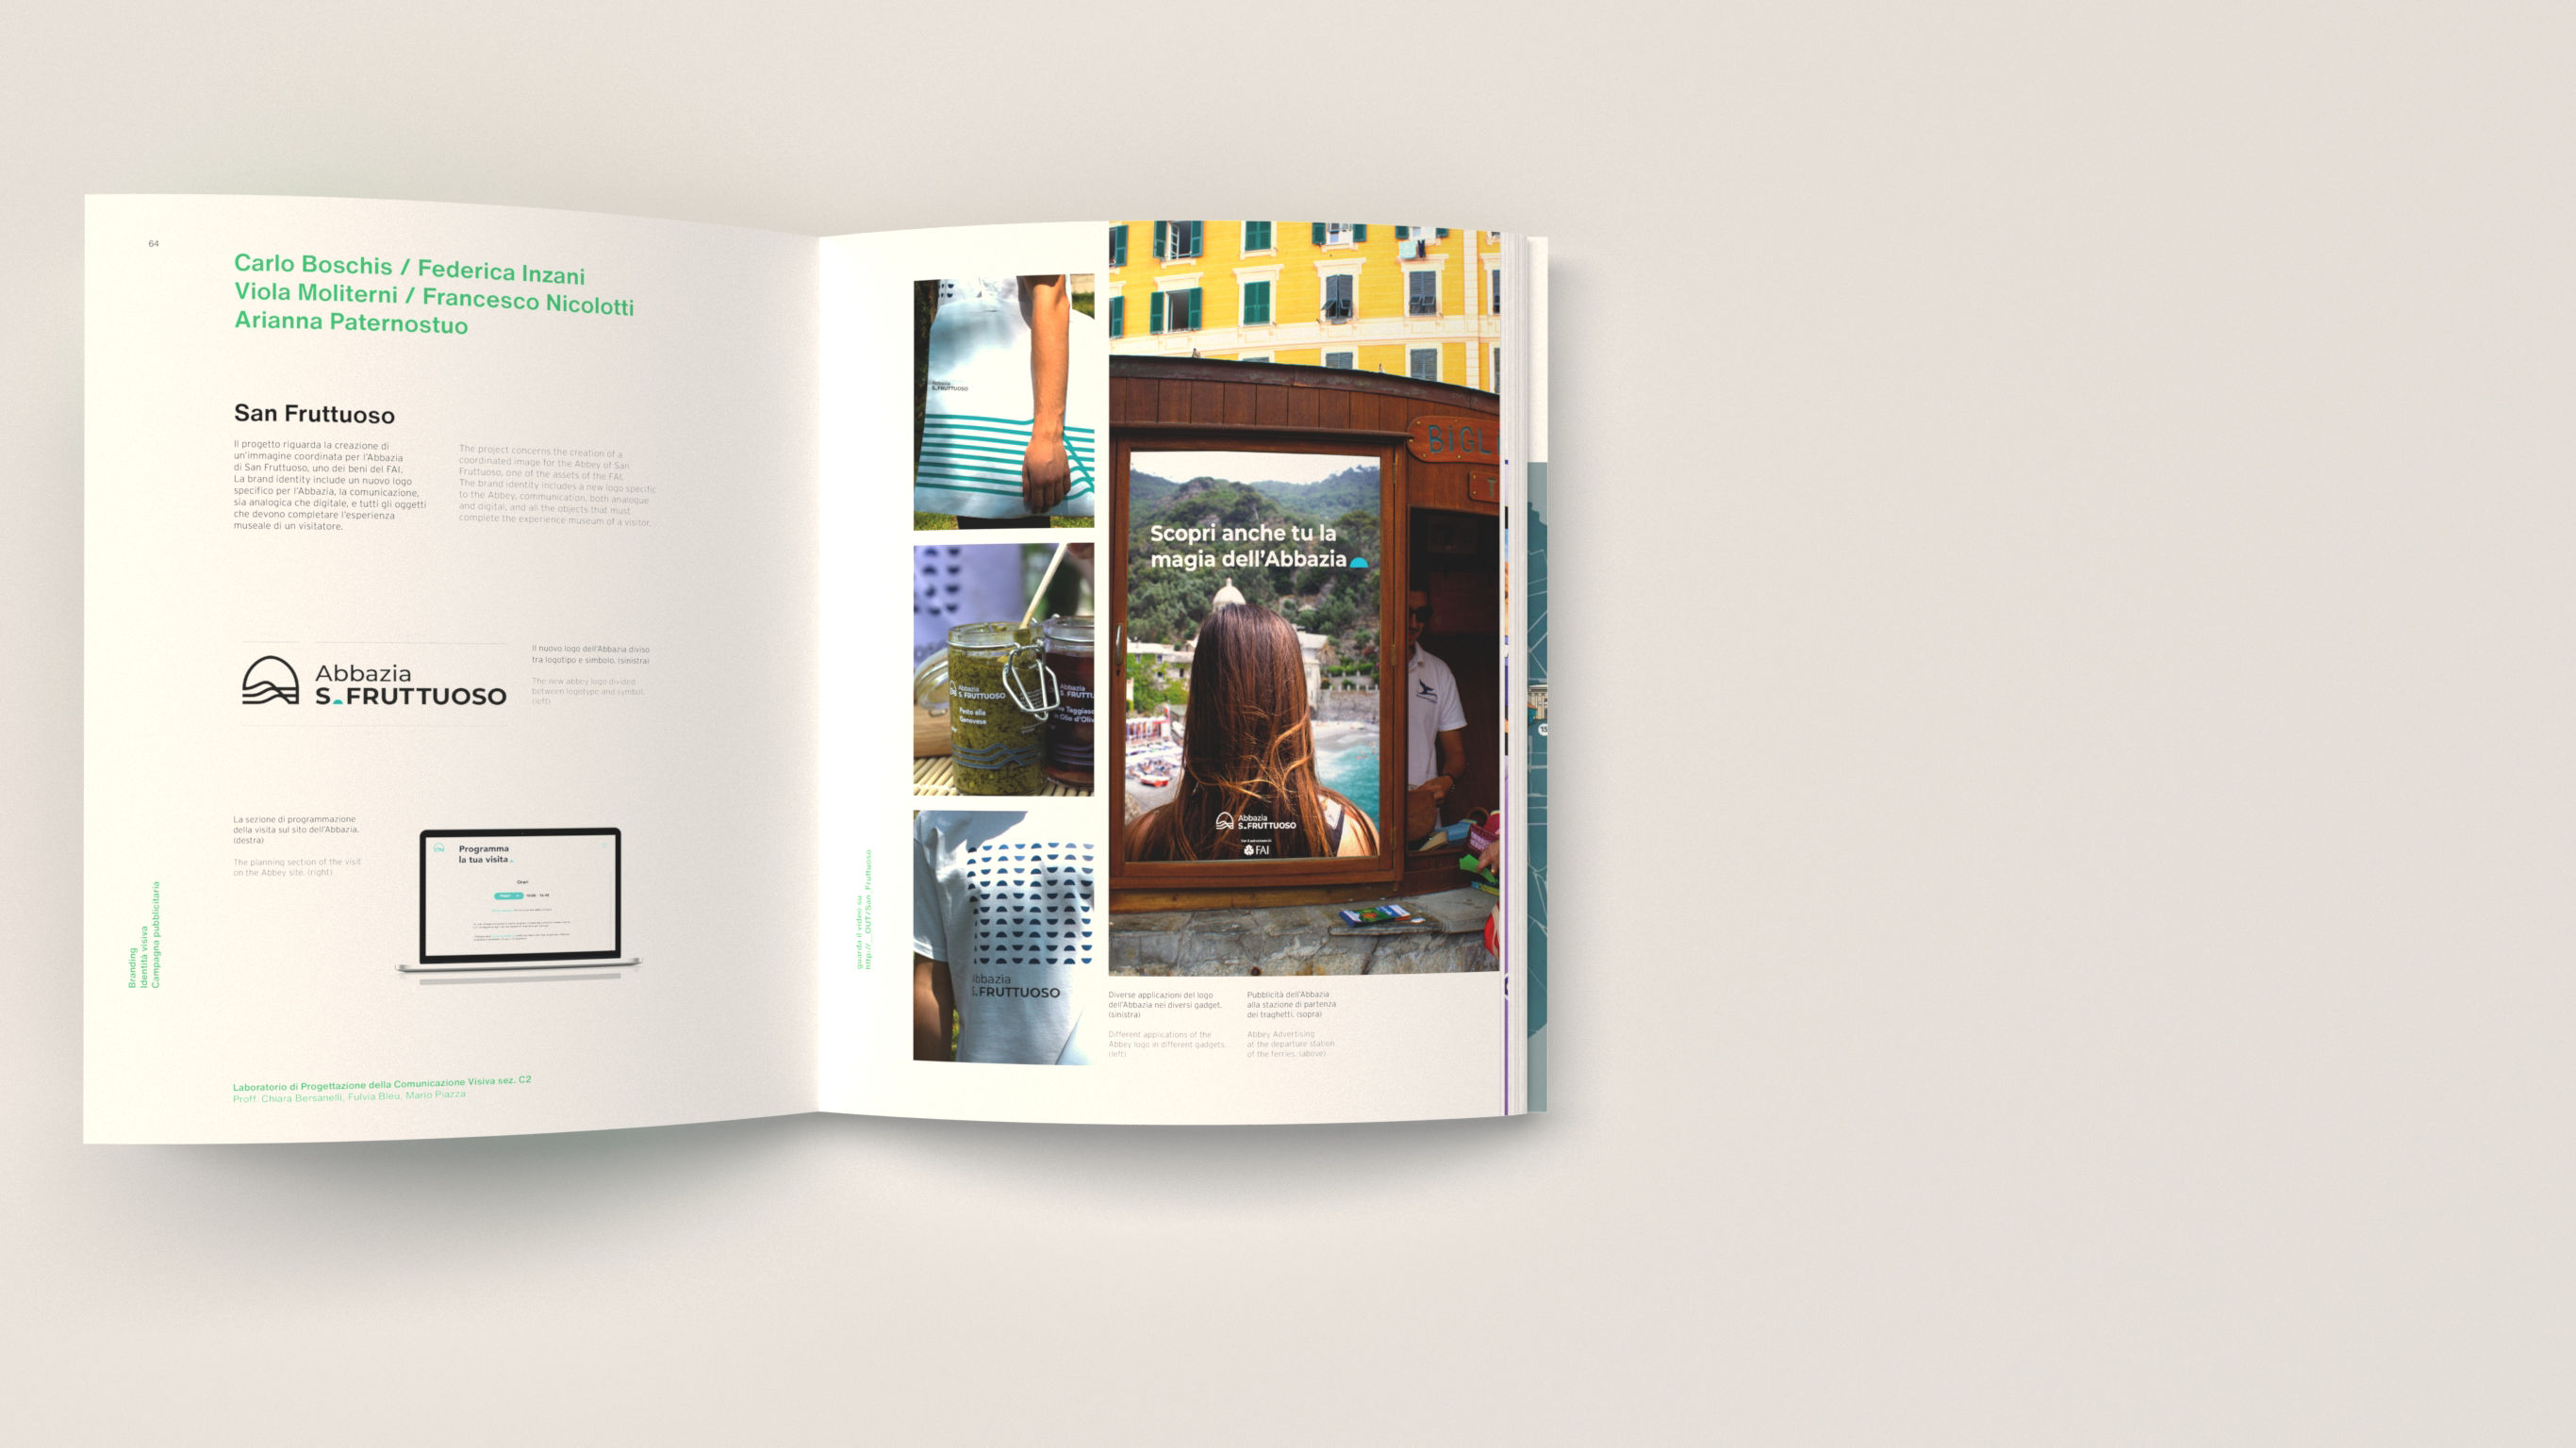 64
Carlo Boschis / Federica Inzani
Viola Moliterni / Francesco Nicolotti
Arianna Paternostuo
San Fruttuoso
Il progetto riguarda la creazione di
un'immagine coordinata per l'Abbazia
di San Fruttuoso, uno dei beni del FAI.
La brand identity include un nuovo logo
specifico per l'Abbazia, la comunicazione,
sia analogica che digitale, e tutti gli oggetti
che devono completare l'esperienza
museale di un visitatore.
The project concerns the creation of a
coordinated image for the Abbey of San
Fruttuoso, one of the assets of the FAI.
The brand identity includes a new logo specific
to the Abbey, communication, both analogue
and digital, and all the objects that must
complete the experience museum of a visitor.
Abbazia
S.FRUTTUOSO
Il nuovo logo dell'Abbazia diviso
tra logotipo e simbolo. (sinistra)
The new abbey logo divided
between logotype and symbol.
(left)
La sezione di programmazione
della visita sul sito dell'Abbazia.
(destra)
The planning section of the visit
on the Abbey site. (right)
Programma
la tua visita.
Orari
Branding
Identità visiva
Campagna pubblicitaria
Laboratorio di Progettazione della Comunicazione Visiva sez. C2
Proff. Chiara Bersanelli, Fulvia Bleu, Mario Piazza
guarda il video su
http://__OUT/San_Fruttuoso
Abbazia
S.FRUTTUOSO
Abbazia
S.FRUTTUOSO
Pesto alla
Genovese
Abbazia
S.FRUTTU
Taggiasc
in Olio d'Oliv
Abbazia
S.FRUTTUOSO
BIGL
T
Scopri anche tu la
magia dell'Abbazia
Abbazia
S.FRUTTUOSO
FAI
Diverse applicazioni del logo
dell'Abbazia nei diversi gadget.
(sinistra)
Different applications of the
Abbey logo in different gadgets.
(left)
Pubblicità dell'Abbazia
alla stazione di partenza
dei traghetti. (sopra)
Abbey Advertising
at the departure station
of the ferries. (above)